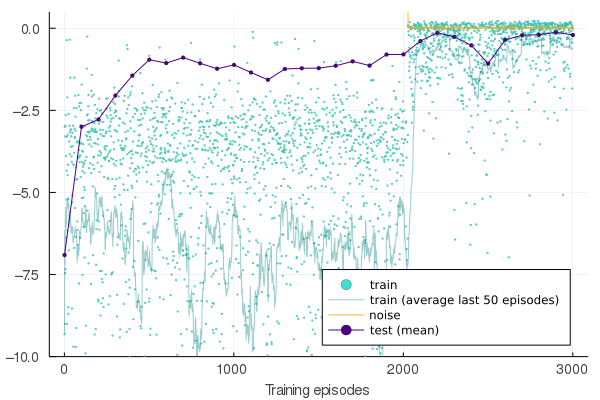 0.0
−2.5
−5.0
−7.5
−10.0
0
1000
2000
3000
Training episodes
train
train (average last 50 episodes)
noise
test (mean)